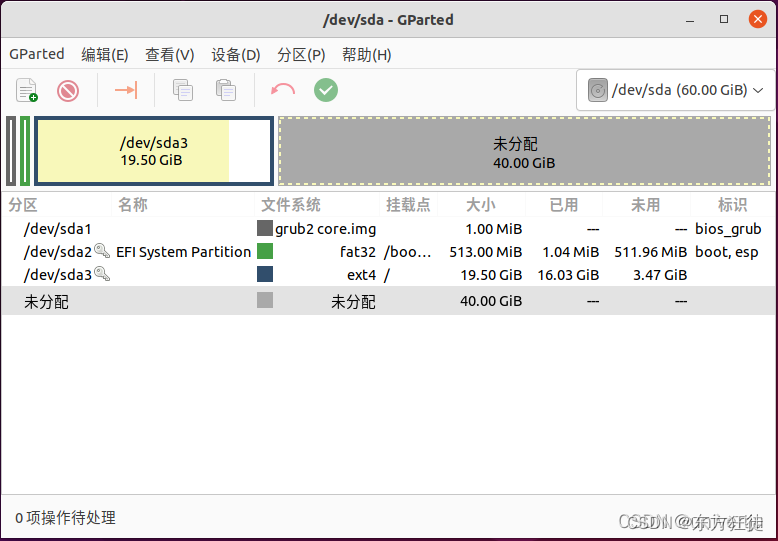 /dev/sda - GParted
GParted 编辑(E) 查看(V) 设备(D) 分区(P) 帮助(H)
/dev/sda (60.00 GiB)
/dev/sda3
19.50 GiB
未分配
40.00 GiB
分区 名称 文件系统 挂载点 大小 已用 未用 标识
/dev/sda1 grub2 core.img 1.00 MiB --- --- bios_grub
/dev/sda2 EFI System Partition fat32 /boo… 513.00 MiB 1.04 MiB 511.96 MiB boot, esp
/dev/sda3 ext4 / 19.50 GiB 16.03 GiB 3.47 GiB
未分配 未分配 40.00 GiB --- ---
0 项操作待处理
CSDN @东方狂徒